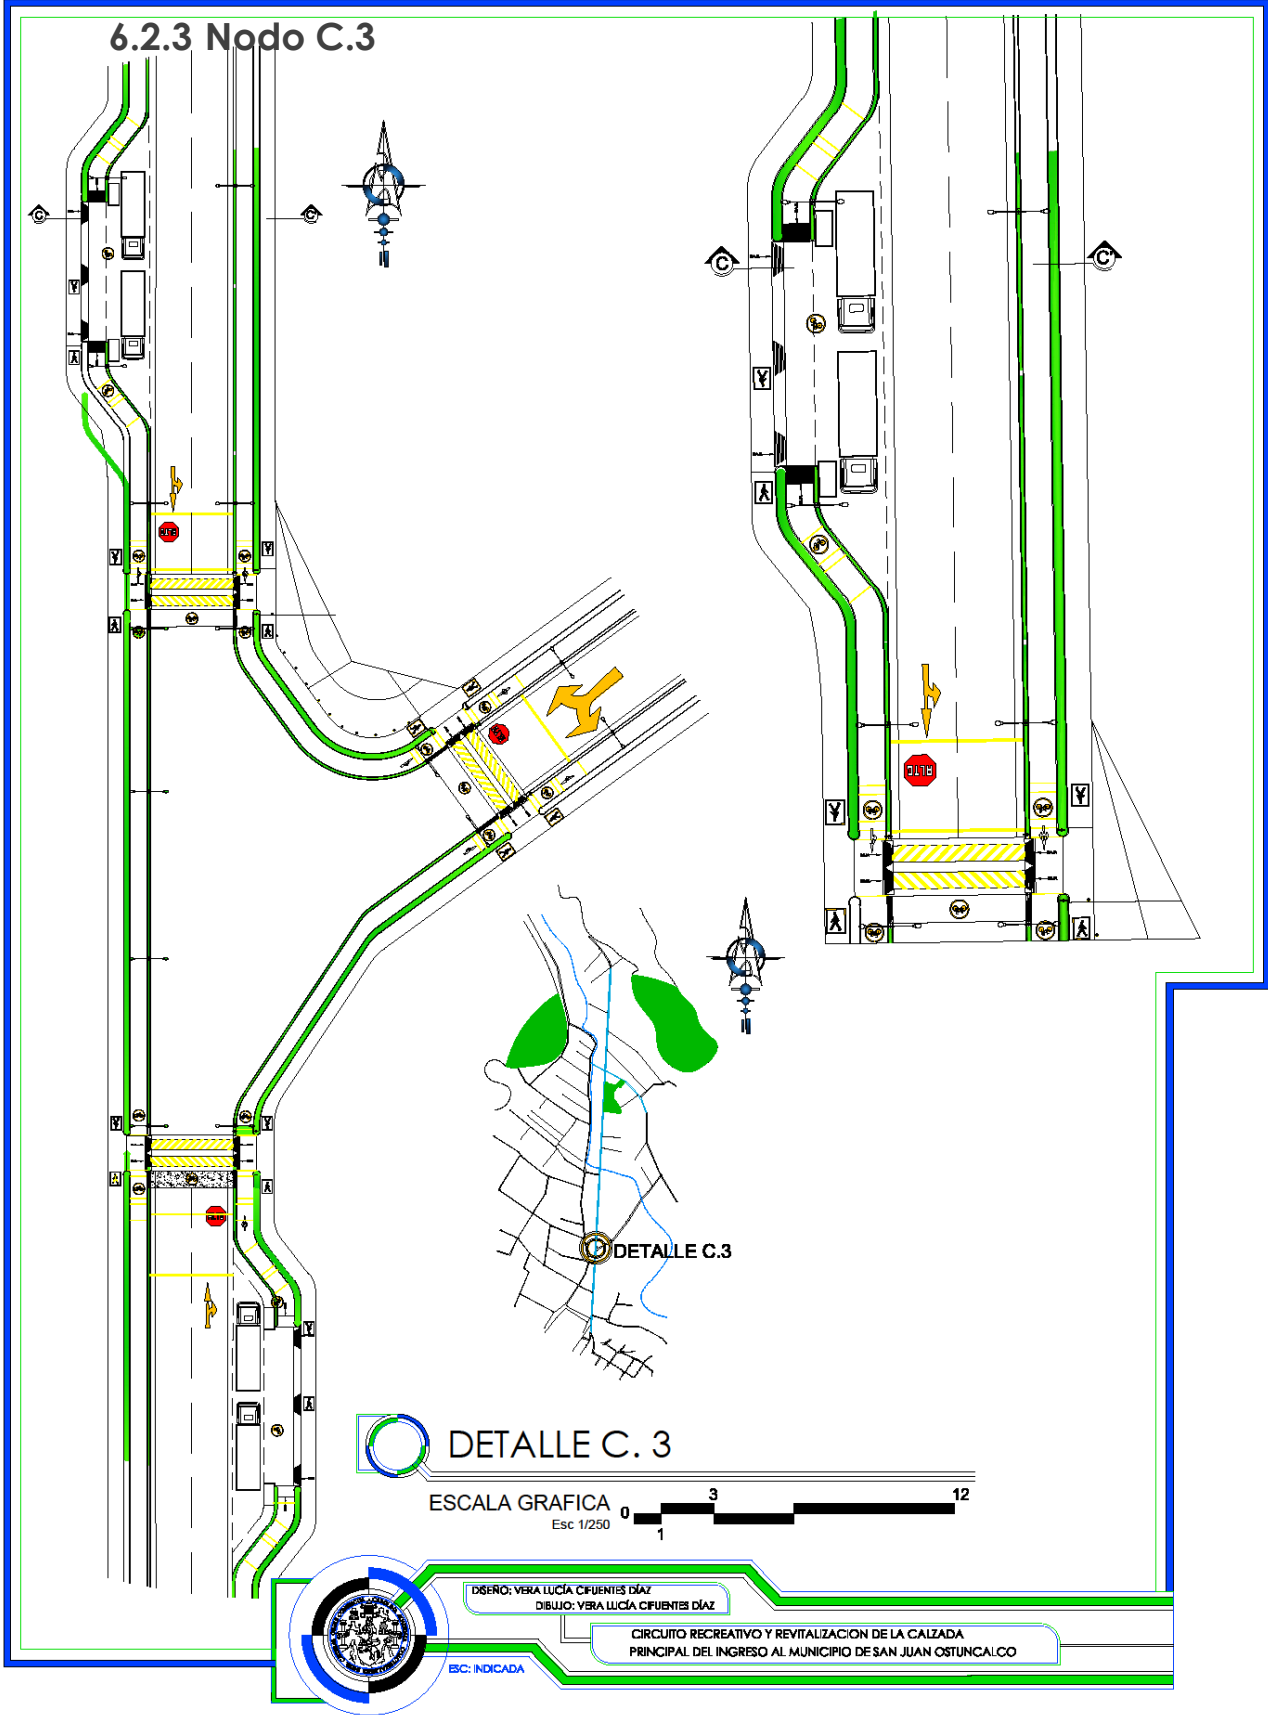 6.2.3 Nodo C.3
C
C'
C
C'
ALTO
ALTO
ALTO
ALTO
DETALLE C.3
DETALLE C. 3
ESCALA GRAFICA
Esc 1/250
0
1
3
12
DISEÑO: VERA LUCÍA CIFUENTES DÍAZ
DIBUJO: VERA LUCÍA CIFUENTES DÍAZ
CIRCUITO RECREATIVO Y REVITALIZACION DE LA CALZADA
PRINCIPAL DEL INGRESO AL MUNICIPIO DE SAN JUAN OSTUNCALCO
ESC: INDICADA